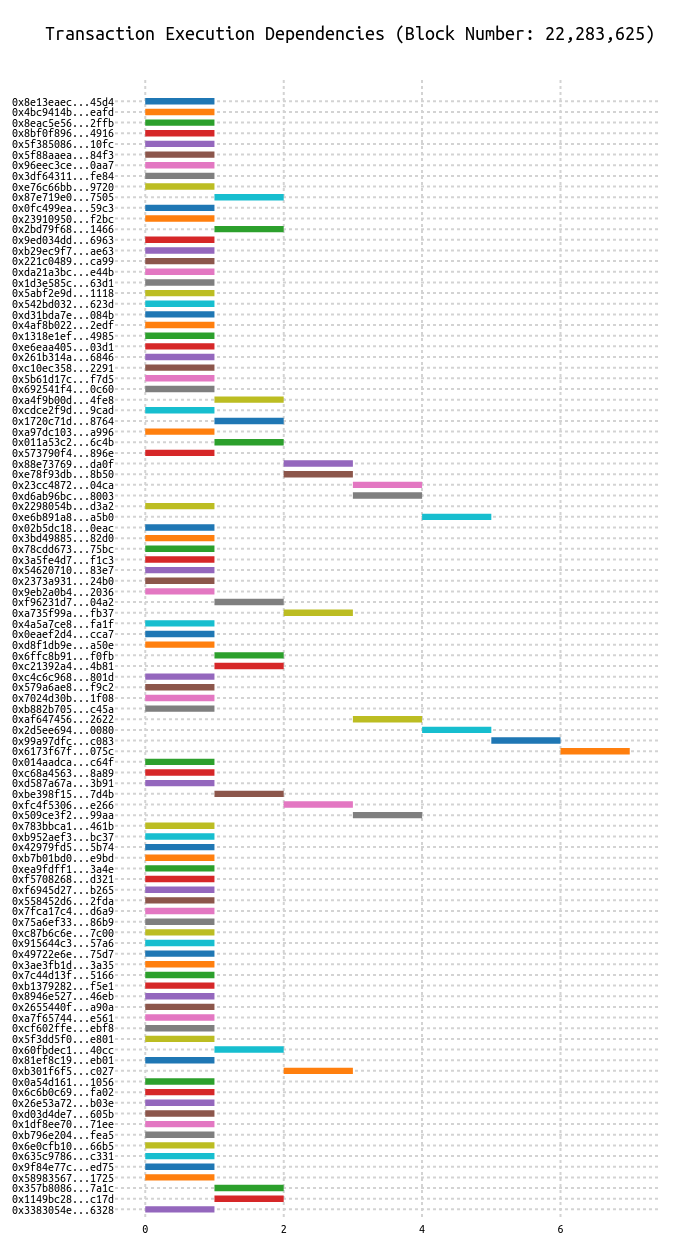 Transaction Execution Dependencies (Block Number: 22,283,625)
0x8e13eaec...45d4
0x4bc9414b...eafd
0x8eac5e56...2ffb
0x8bf0f896...4916
0x5f385086...10fc
0x5f88aaea...84f3
0x96eec3ce...0aa7
0x3df64311...fe84
0xe76c66bb...9720
0x87e719e0...7505
0x0fc499ea...59c3
0x23910950...f2bc
0x2bd79f68...1466
0x9ed034dd...6963
0xb29ec9f7...ae63
0x221c0489...ca99
0xda21a3bc...e44b
0x1d3e585c...63d1
0x5abf2e9d...1118
0x542bd032...623d
0xd31bda7e...084b
0x4af8b022...2edf
0x1318e1ef...4985
0xe6eaa405...03d1
0x261b314a...6846
0xc10ec358...2291
0x5b61d17c...f7d5
0x692541f4...0c60
0xa4f9b00d...4fe8
0xcdce2f9d...9cad
0x1720c71d...8764
0xa97dc103...a996
0x011a53c2...6c4b
0x573790f4...896e
0x88e73769...da0f
0xe78f93db...8b50
0x23cc4872...04ca
0xd6ab96bc...8003
0x2298054b...d3a2
0xe6b891a8...a5b0
0x02b5dc18...0eac
0x3bd49885...82d0
0x78cdd673...75bc
0x3a5fe4d7...f1c3
0x54620710...83e7
0x2373a931...24b0
0x9eb2a0b4...2036
0xf96231d7...04a2
0xa735f99a...fb37
0x4a5a7ce8...fa1f
0x0eaef2d4...cca7
0xd8f1db9e...a50e
0x6ffc8b91...f0fb
0xc21392a4...4b81
0xc4c6c968...801d
0x579a6ae8...f9c2
0x7024d30b...1f08
0xb882b705...c45a
0xaf647456...2622
0x2d5ee694...0080
0x99a97dfc...c083
0x6173f67f...075c
0x014aadca...c64f
0xc68a4563...8a89
0xd587a67a...3b91
0xbe398f15...7d4b
0xfc4f5306...e266
0x509ce3f2...99aa
0x783bbca1...461b
0xb952aef3...bc37
0x42979fd5...5b74
0xb7b01bd0...e9bd
0xea9fdff1...3a4e
0xf5708268...d321
0xf6945d27...b265
0x558452d6...2fda
0x7fca17c4...d6a9
0x75a6ef33...86b9
0xc87b6c6e...7c00
0x915644c3...57a6
0x49722e6e...75d7
0x3ae3fb1d...3a35
0x7c44d13f...5166
0xb1379282...f5e1
0x8946e527...46eb
0x2655440f...a90a
0xa7f65744...e561
0xcf602ffe...ebf8
0x5f3dd5f0...e801
0x60fbdec1...40cc
0x81ef8c19...eb01
0xb301f6f5...c027
0x0a54d161...1056
0x6c6b0c69...fa02
0x26e53a72...b03e
0xd03d4de7...605b
0x1df8ee70...71ee
0xb796e204...fea5
0x6e0cfb10...66b5
0x635c9786...c331
0x9f84e77c...ed75
0x58983567...1725
0x357b8086...7a1c
0x1149bc28...c17d
0x3383054e...6328
0 2 4 6